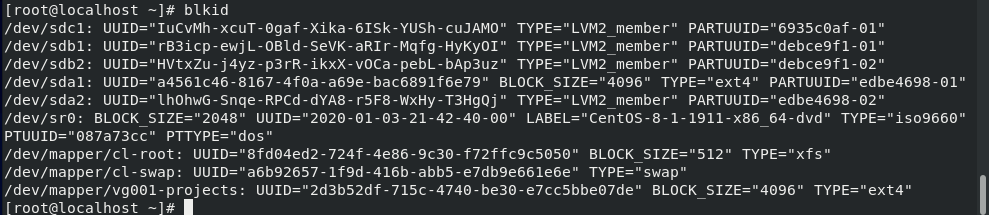 [root@localhost ~]# blkid
/dev/sdc1: UUID="IuCvMh-xcuT-0gaf-Xika-6ISk-YUSh-cuJAMO" TYPE="LVM2_member" PARTUUID="6935c0af-01"
/dev/sdb1: UUID="rB3icp-ewjL-OBld-SeVK-aRIr-Mqfg-HyKyOI" TYPE="LVM2_member" PARTUUID="debce9f1-01"
/dev/sdb2: UUID="HVtxZu-j4yz-p3rR-ikxX-vOCa-pebL-bAp3uz" TYPE="LVM2_member" PARTUUID="debce9f1-02"
/dev/sda1: UUID="a4561c46-8167-4f0a-a69e-bac6891f6e79" BLOCK_SIZE="4096" TYPE="ext4" PARTUUID="edbe4698-01"
/dev/sda2: UUID="lhOhwG-Snqe-RPCd-dYA8-r5F8-WxHy-T3HgQj" TYPE="LVM2_member" PARTUUID="edbe4698-02"
/dev/sr0: BLOCK_SIZE="2048" UUID="2020-01-03-21-42-40-00" LABEL="CentOS-8-1-1911-x86_64-dvd" TYPE="iso9660"
PTUUID="087a73cc" PTTYPE="dos"
/dev/mapper/cl-root: UUID="8fd04ed2-724f-4e86-9c30-f72ffc9c5050" BLOCK_SIZE="512" TYPE="xfs"
/dev/mapper/cl-swap: UUID="a6b92657-1f9d-416b-abb5-e7db9e661e6e" TYPE="swap"
/dev/mapper/vg001-projects: UUID="2d3b52df-715c-4740-be30-e7cc5bbe07de" BLOCK_SIZE="4096" TYPE="ext4"
[root@localhost ~]#